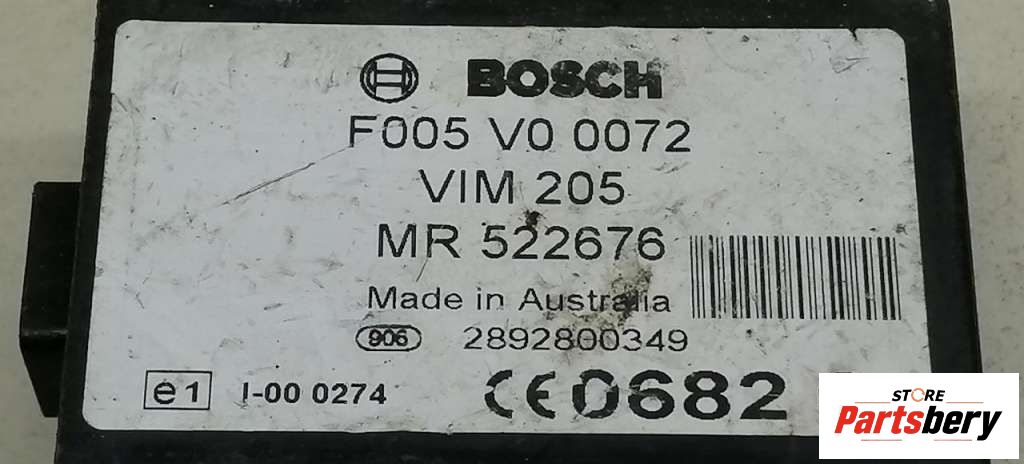 BOSCH
F005 V0 0072
VIM 205
MR 522676
Made in Australia
906 2892800349
e1 I-00 0274 CE0682
STORE
Partsbery